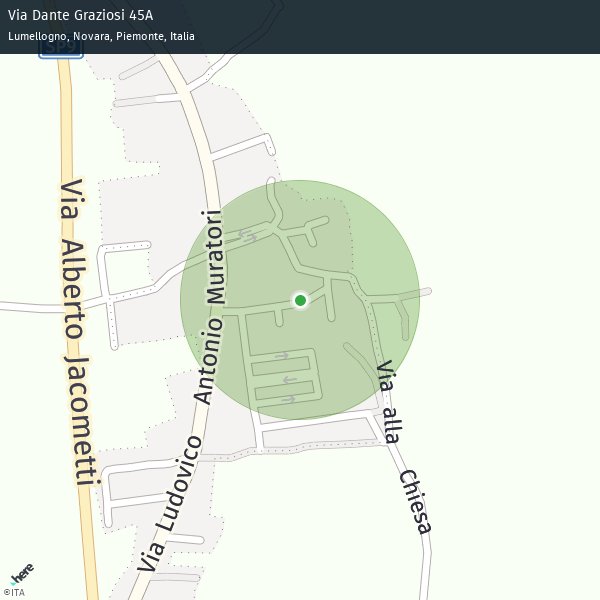 Via Dante Graziosi 45A
Lumellogno, Novara, Piemonte, Italia
SP9
Via Alberto Jacometti
Via Ludovico Antonio Muratori
Via alla Chiesa
here
©ITA